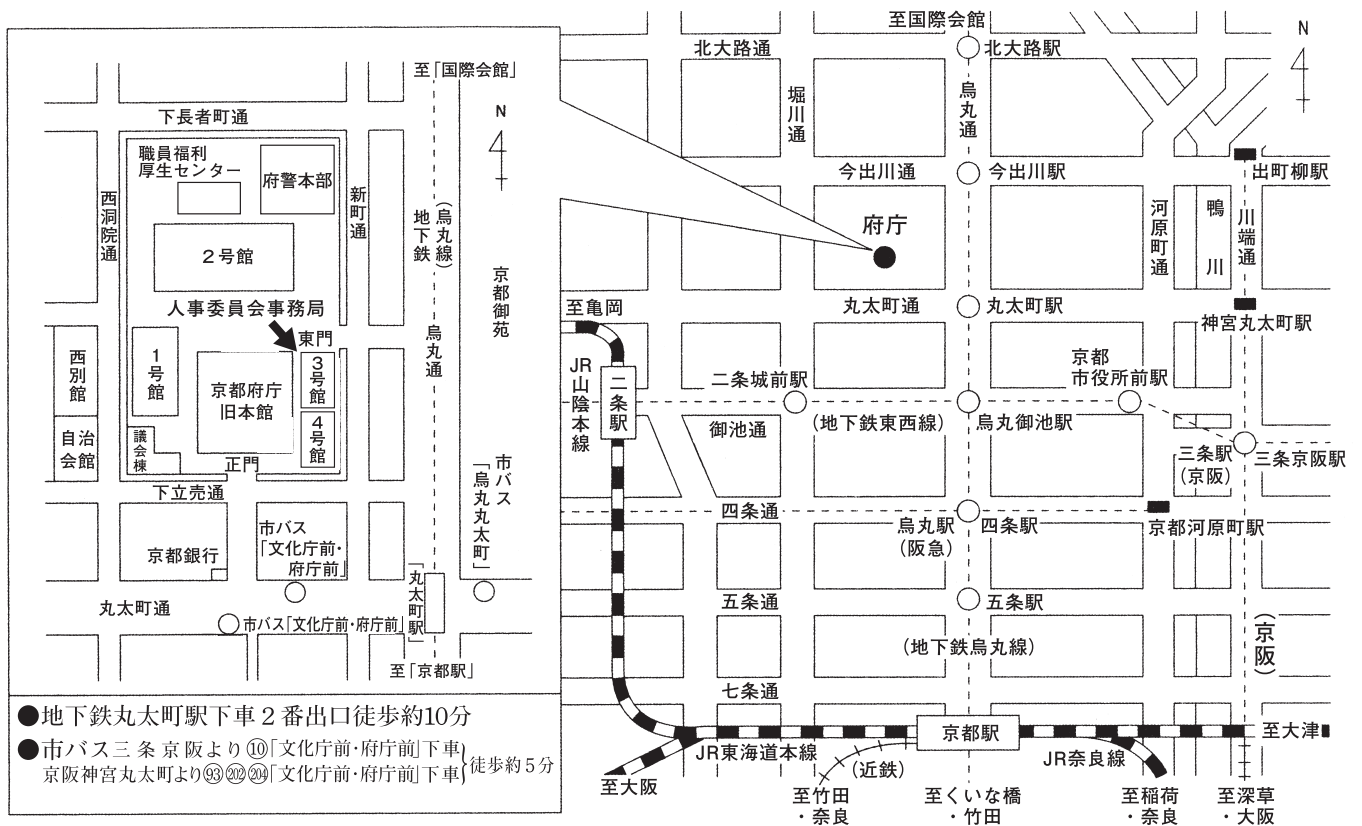 至「国際会館」
N
下長者町通
職員福利
厚生センター
府警本部
西洞院通
新町通
地下鉄
(烏丸線)
2号館
京都御苑
人事委員会事務局
東門
烏丸通
西別館
1号館
京都府庁
旧本館
3号館
4号館
自治
会館
議会棟
正門
下立売通
市バス
「烏丸丸太町」
京都銀行
市バス
「文化庁前・
府庁前」
丸太町通
「丸太町駅」
市バス「文化庁前・府庁前」
至「京都駅」
●地下鉄丸太町駅下車2番出口徒歩約10分
●市バス三条京阪より⑩「文化庁前・府庁前」下車
京阪神宮丸太町より93 202 204「文化庁前・府庁前」下車
徒歩約5分
至国際会館
N
北大路通
北大路駅
堀川通
烏丸通
今出川通
今出川駅
出町柳駅
河原町通
鴨川
川端通
府庁
至亀岡
丸太町通
丸太町駅
神宮丸太町駅
JR山陰本線
二条駅
二条城前駅
京都
市役所前駅
御池通
(地下鉄東西線)
烏丸御池駅
三条駅
(京阪)
三条京阪駅
四条通
烏丸駅
(阪急)
四条駅
京都河原町駅
五条通
五条駅
(地下鉄烏丸線)
(京阪)
七条通
京都駅
至大津
JR東海道本線
(近鉄)
JR奈良線
至大阪
至竹田
・奈良
至くいな橋
・竹田
至稲荷
・奈良
至深草
・大阪